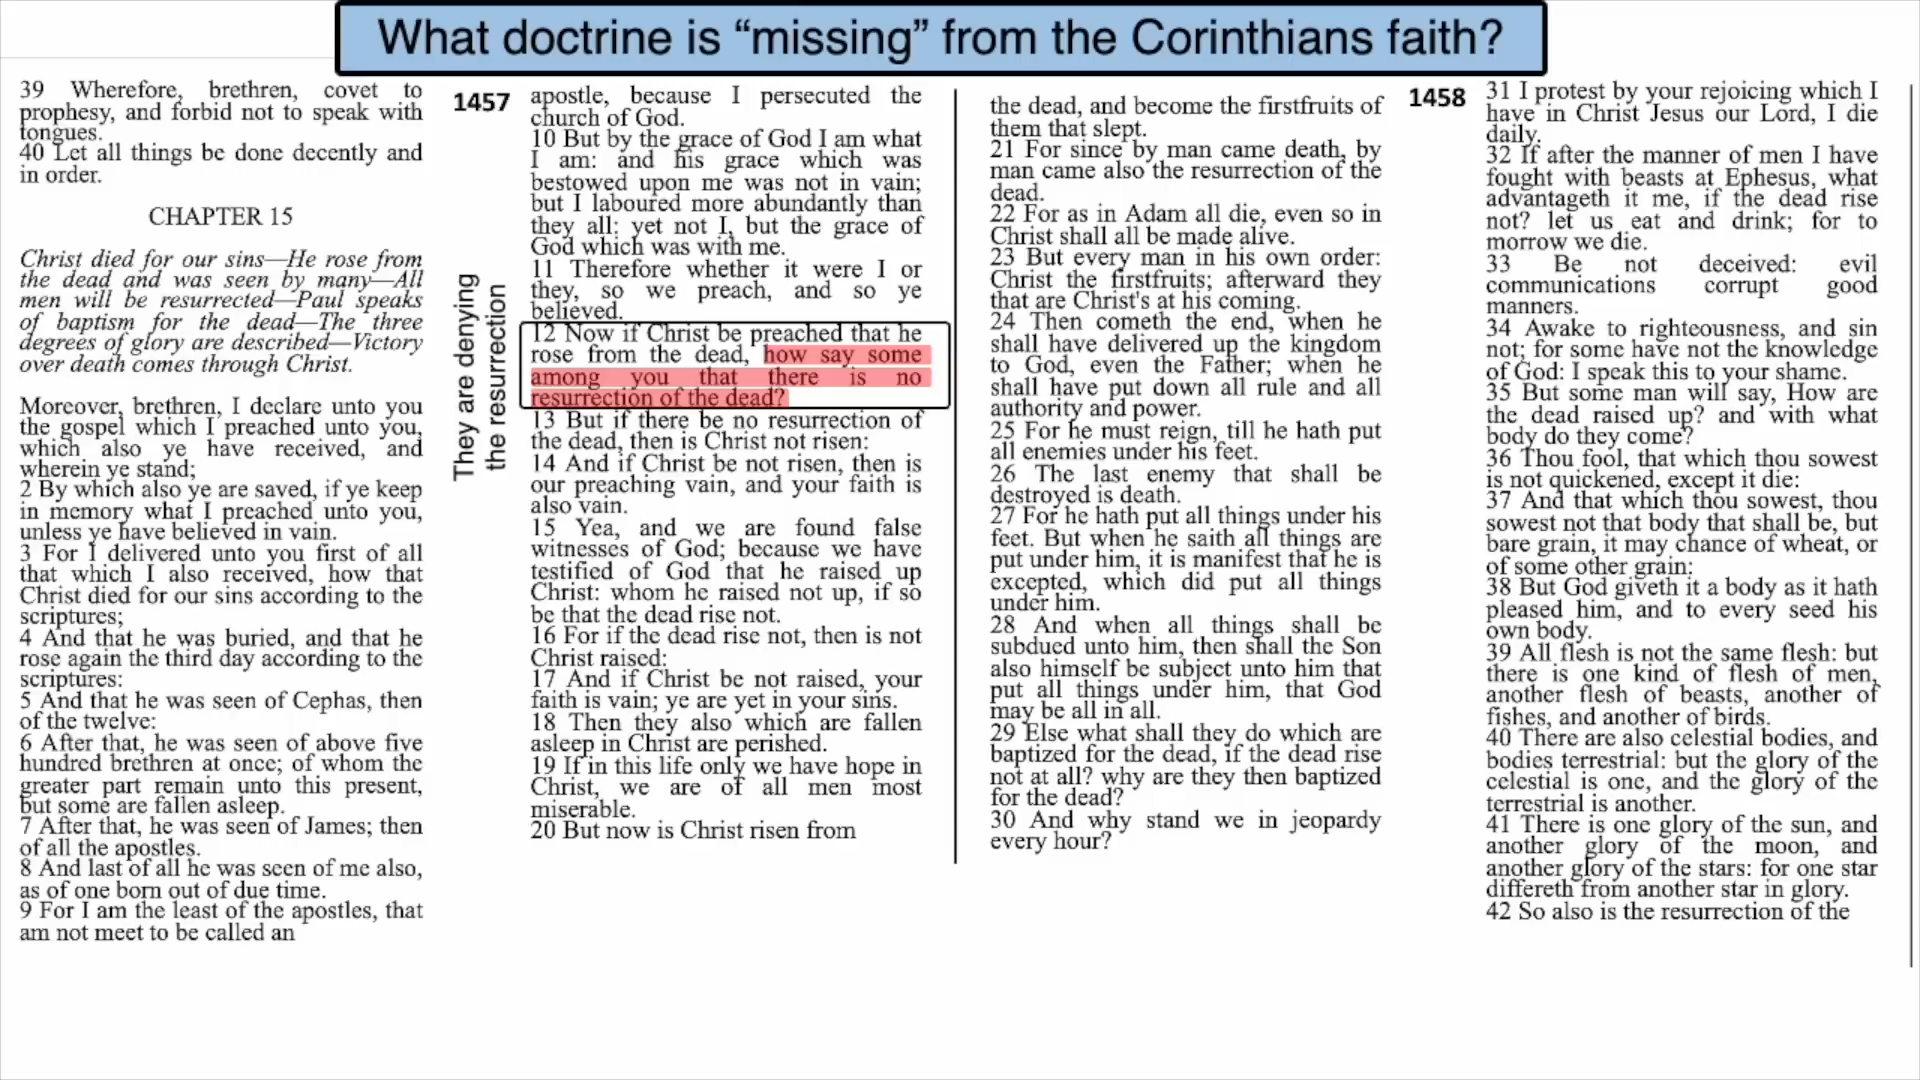 What doctrine is “missing” from the Corinthians faith?
39 Wherefore, brethren, covet to
prophesy, and forbid not to speak with
tongues.
40 Let all things be done decently and
in order.
CHAPTER 15
Christ died for our sins—He rose from
the dead and was seen by many—All
men will be resurrected—Paul speaks
of baptism for the dead—The three
degrees of glory are described—Victory
over death comes through Christ.
Moreover, brethren, I declare unto you
the gospel which I preached unto you,
which also ye have received, and
wherein ye stand;
2 By which also ye are saved, if ye keep
in memory what I preached unto you,
unless ye have believed in vain.
3 For I delivered unto you first of all
that which I also received, how that
Christ died for our sins according to the
scriptures;
4 And that he was buried, and that he
rose again the third day according to the
scriptures:
5 And that he was seen of Cephas, then
of the twelve:
6 After that, he was seen of above five
hundred brethren at once; of whom the
greater part remain unto this present,
but some are fallen asleep.
7 After that, he was seen of James; then
of all the apostles.
8 And last of all he was seen of me also,
as of one born out of due time.
9 For I am the least of the apostles, that
am not meet to be called an
1457
They are denying
the resurrection
apostle, because I persecuted the
church of God.
10 But by the grace of God I am what
I am: and his grace which was
bestowed upon me was not in vain;
but I laboured more abundantly than
they all: yet not I, but the grace of
God which was with me.
11 Therefore whether it were I or
they, so we preach, and so ye
believed.
12 Now if Christ be preached that he
rose from the dead, how say some
among you that there is no
resurrection of the dead?
13 But if there be no resurrection of
the dead, then is Christ not risen:
14 And if Christ be not risen, then is
our preaching vain, and your faith is
also vain.
15 Yea, and we are found false
witnesses of God; because we have
testified of God that he raised up
Christ: whom he raised not up, if so
be that the dead rise not.
16 For if the dead rise not, then is not
Christ raised:
17 And if Christ be not raised, your
faith is vain; ye are yet in your sins.
18 Then they also which are fallen
asleep in Christ are perished.
19 If in this life only we have hope in
Christ, we are of all men most
miserable.
20 But now is Christ risen from
the dead, and become the firstfruits of
them that slept.
21 For since by man came death, by
man came also the resurrection of the
dead.
22 For as in Adam all die, even so in
Christ shall all be made alive.
23 But every man in his own order:
Christ the firstfruits; afterward they
that are Christ's at his coming.
24 Then cometh the end, when he
shall have delivered up the kingdom
to God, even the Father; when he
shall have put down all rule and all
authority and power.
25 For he must reign, till he hath put
all enemies under his feet.
26 The last enemy that shall be
destroyed is death.
27 For he hath put all things under his
feet. But when he saith all things are
put under him, it is manifest that he is
excepted, which did put all things
under him.
28 And when all things shall be
subdued unto him, then shall the Son
also himself be subject unto him that
put all things under him, that God
may be all in all.
29 Else what shall they do which are
baptized for the dead, if the dead rise
not at all? why are they then baptized
for the dead?
30 And why stand we in jeopardy
every hour?
1458
31 I protest by your rejoicing which I
have in Christ Jesus our Lord, I die
daily.
32 If after the manner of men I have
fought with beasts at Ephesus, what
advantageth it me, if the dead rise
not? let us eat and drink; for to
morrow we die.
33 Be not deceived: evil
communications corrupt good
manners.
34 Awake to righteousness, and sin
not; for some have not the knowledge
of God: I speak this to your shame.
35 But some man will say, How are
the dead raised up? and with what
body do they come?
36 Thou fool, that which thou sowest
is not quickened, except it die:
37 And that which thou sowest, thou
sowest not that body that shall be, but
bare grain, it may chance of wheat, or
of some other grain:
38 But God giveth it a body as it hath
pleased him, and to every seed his
own body.
39 All flesh is not the same flesh: but
there is one kind of flesh of men,
another flesh of beasts, another of
fishes, and another of birds.
40 There are also celestial bodies, and
bodies terrestrial: but the glory of the
celestial is one, and the glory of the
terrestrial is another.
41 There is one glory of the sun, and
another glory of the moon, and
another glory of the stars: for one star
differeth from another star in glory.
42 So also is the resurrection of the